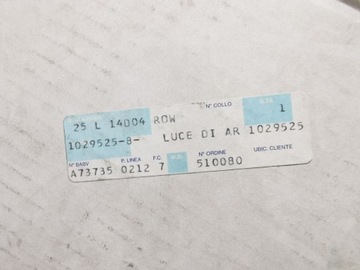 N° COLLO
25 L 14004 ROW 1
1029525-8- LUCE DI AR 1029525
N° BABV P. LINEA F.C. N° ORDINE UBIC. CLIENTE
A73735 0212 7 510080